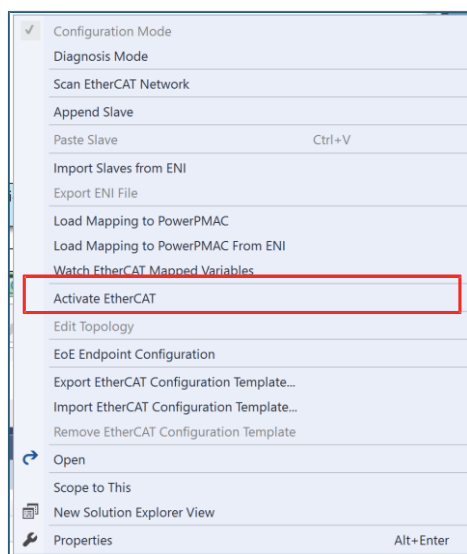 Configuration Mode
Diagnosis Mode
Scan EtherCAT Network
Append Slave
Paste Slave Ctrl+V
Import Slaves from ENI
Export ENI File
Load Mapping to PowerPMAC
Load Mapping to PowerPMAC From ENI
Watch EtherCAT Mapped Variables
Activate EtherCAT
Edit Topology
EoE Endpoint Configuration
Export EtherCAT Configuration Template...
Import EtherCAT Configuration Template...
Remove EtherCAT Configuration Template
Open
Scope to This
New Solution Explorer View
Properties Alt+Enter